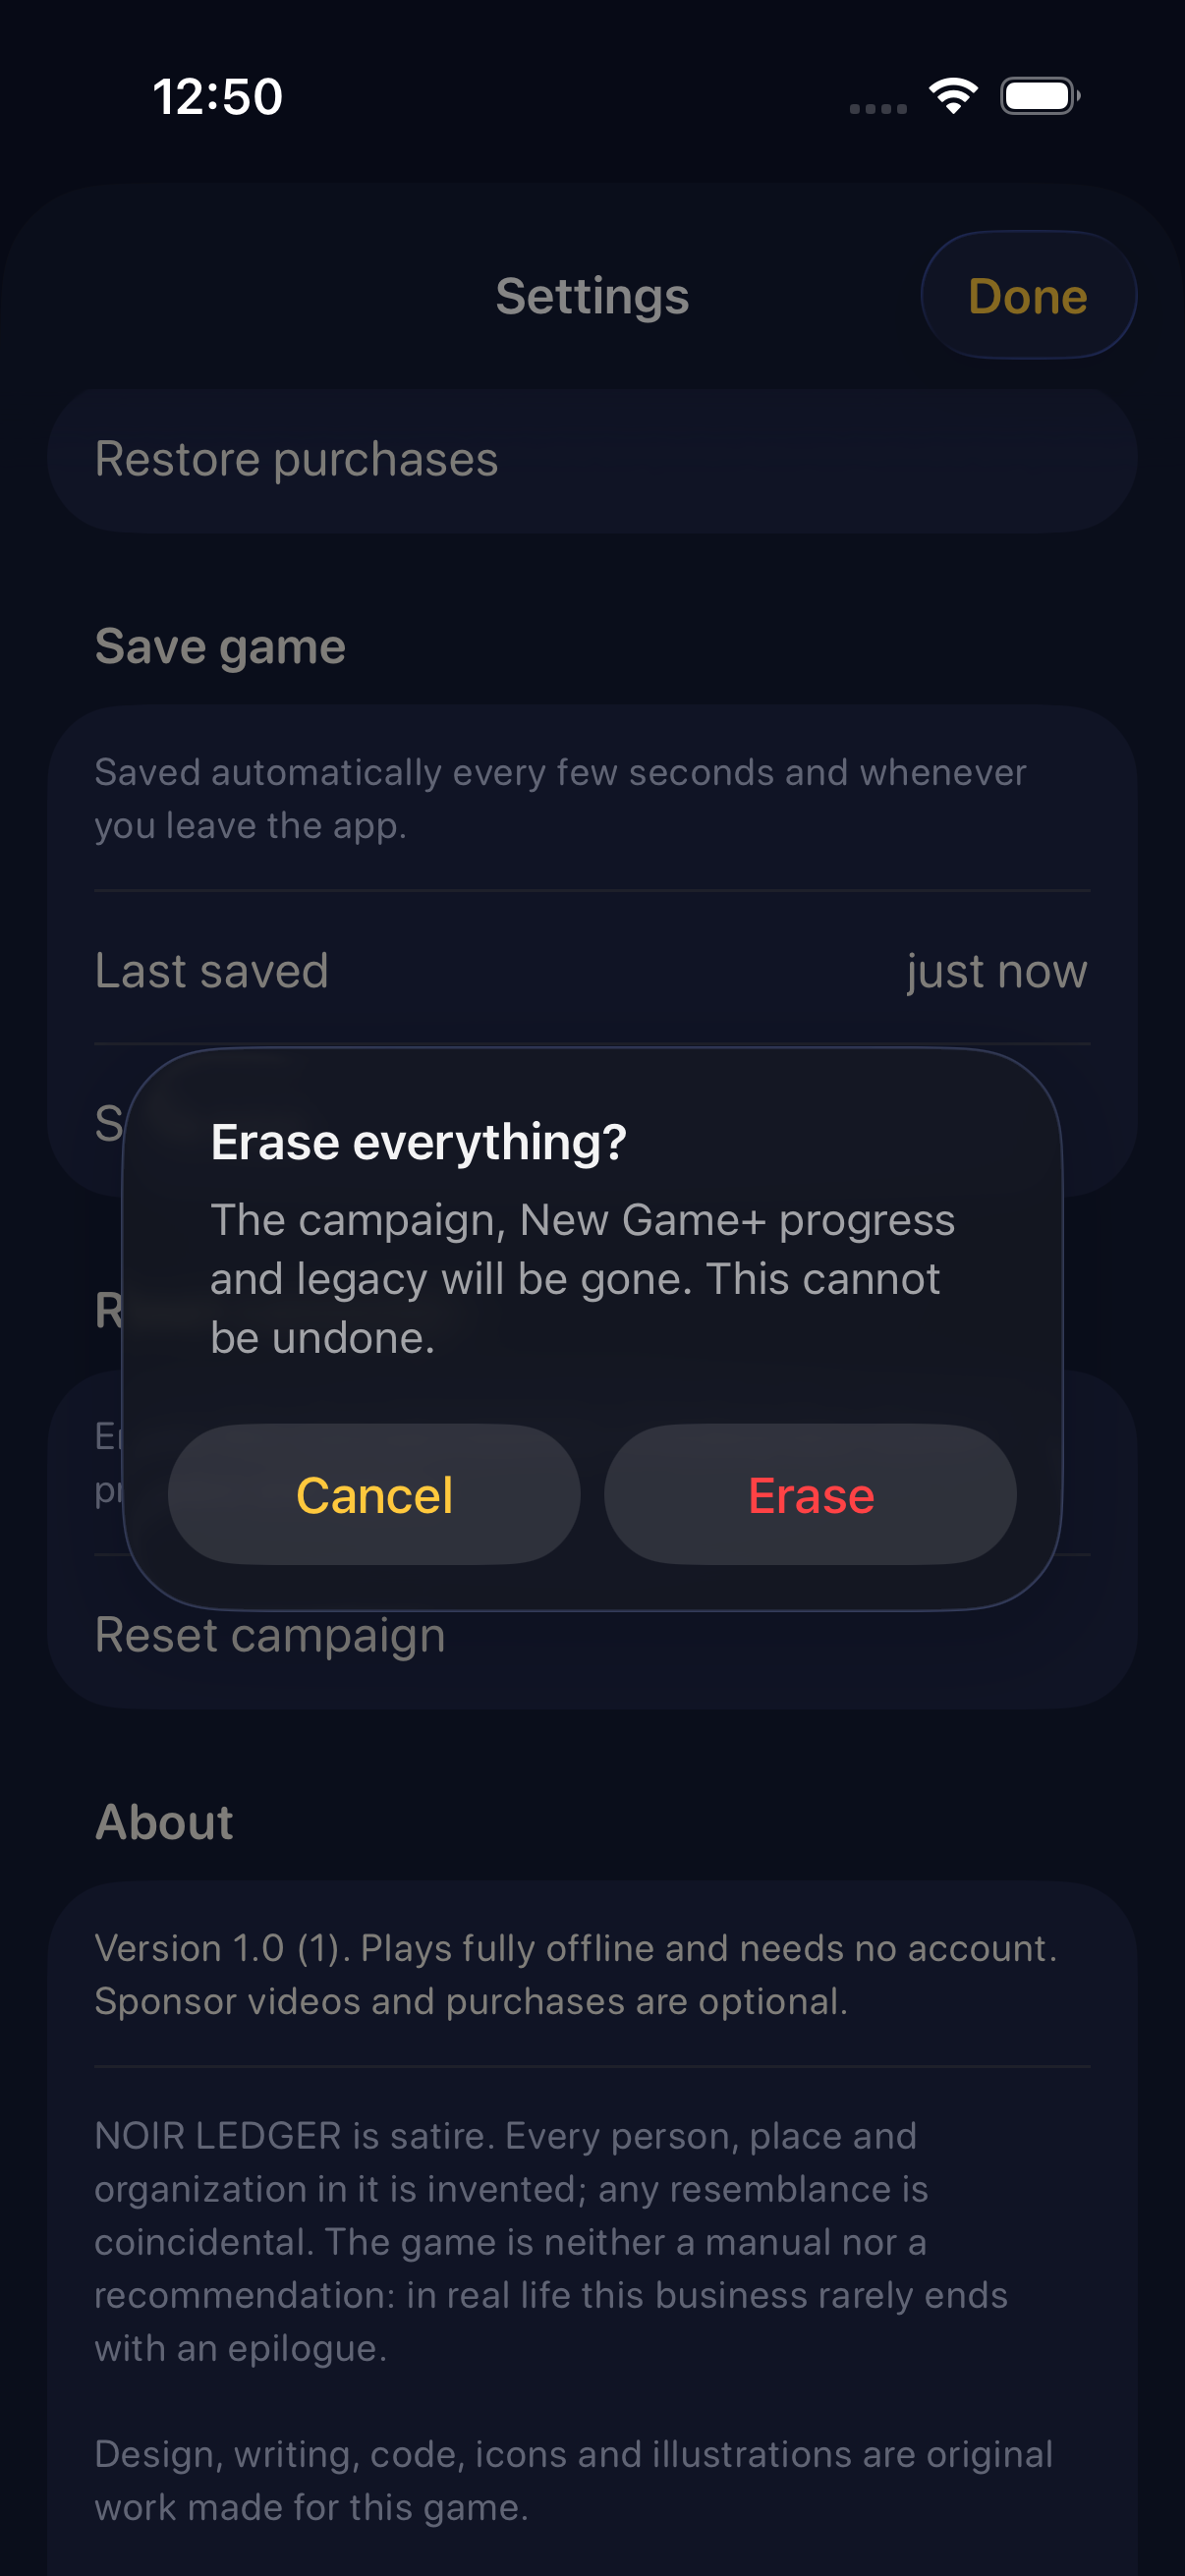 12:50
Settings
Done
Restore purchases
Save game
Saved automatically every few seconds and whenever
you leave the app.
Last saved
just now
Erase everything?
The campaign, New Game+ progress
and legacy will be gone. This cannot
be undone.
Cancel
Erase
Reset campaign
About
Version 1.0 (1). Plays fully offline and needs no account.
Sponsor videos and purchases are optional.
NOIR LEDGER is satire. Every person, place and
organization in it is invented; any resemblance is
coincidental. The game is neither a manual nor a
recommendation: in real life this business rarely ends
with an epilogue.
Design, writing, code, icons and illustrations are original
work made for this game.